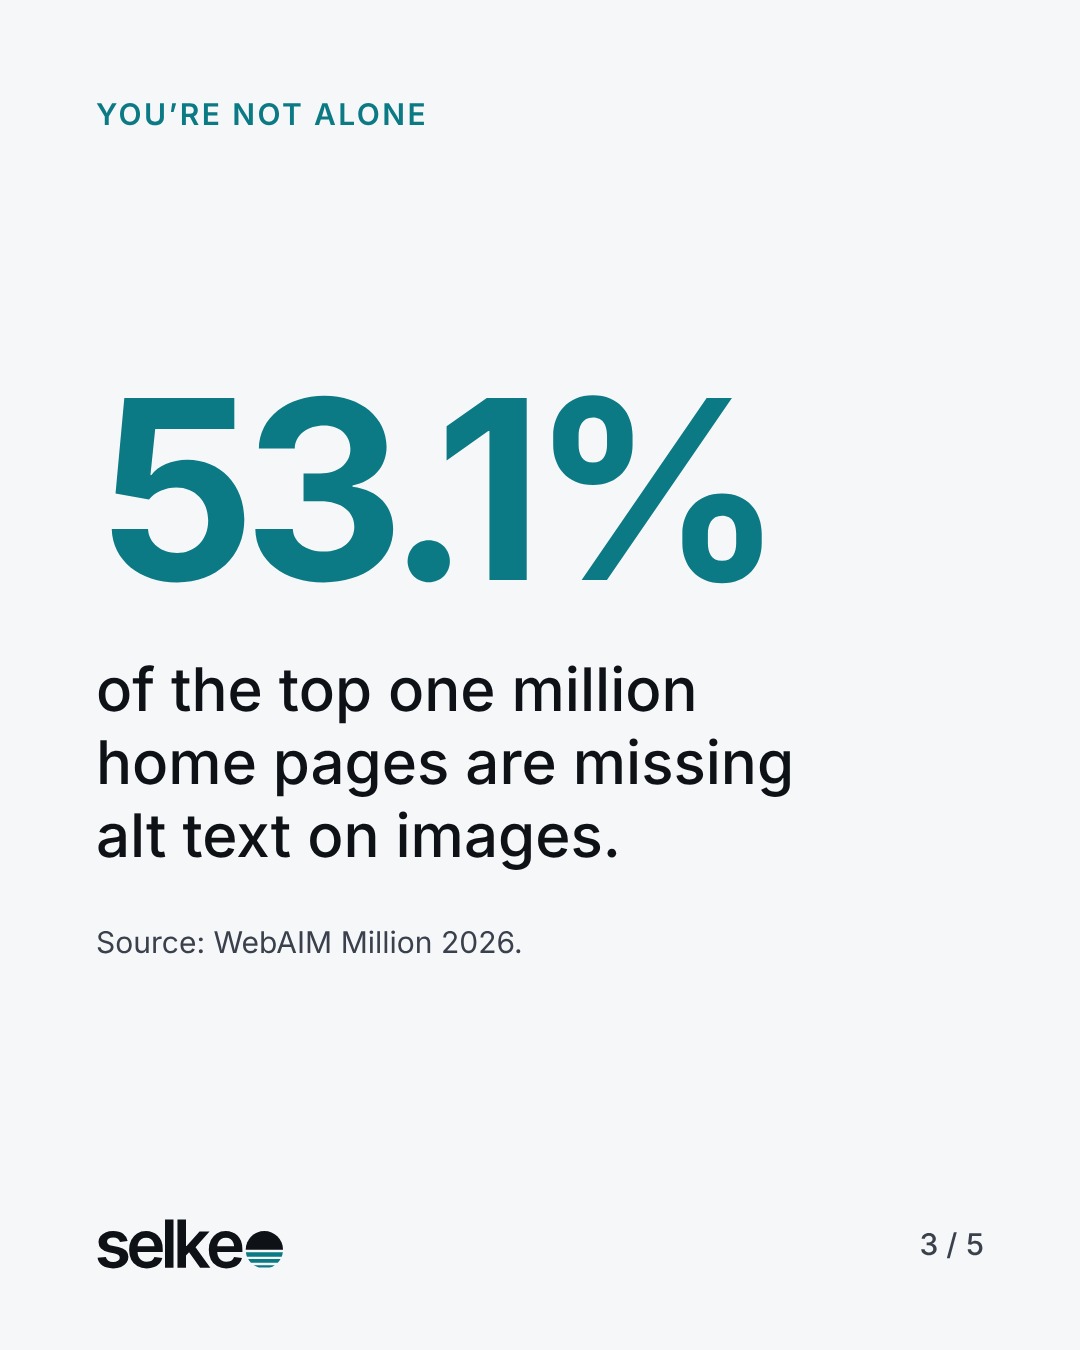 YOU’RE NOT ALONE
53.1%
of the top one million
home pages are missing
alt text on images.
Source: WebAIM Million 2026.
selkeo
3 / 5